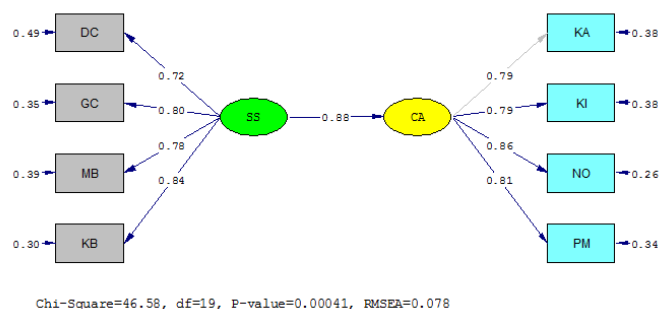 0.49 DC 0.72 KA 0.38
0.35 GC 0.80 0.79
SS 0.88 CA 0.79 KI 0.38
0.39 MB 0.78 0.86 NO 0.26
0.30 KB 0.84 0.81 PM 0.34
Chi-Square=46.58, df=19, P-value=0.00041, RMSEA=0.078